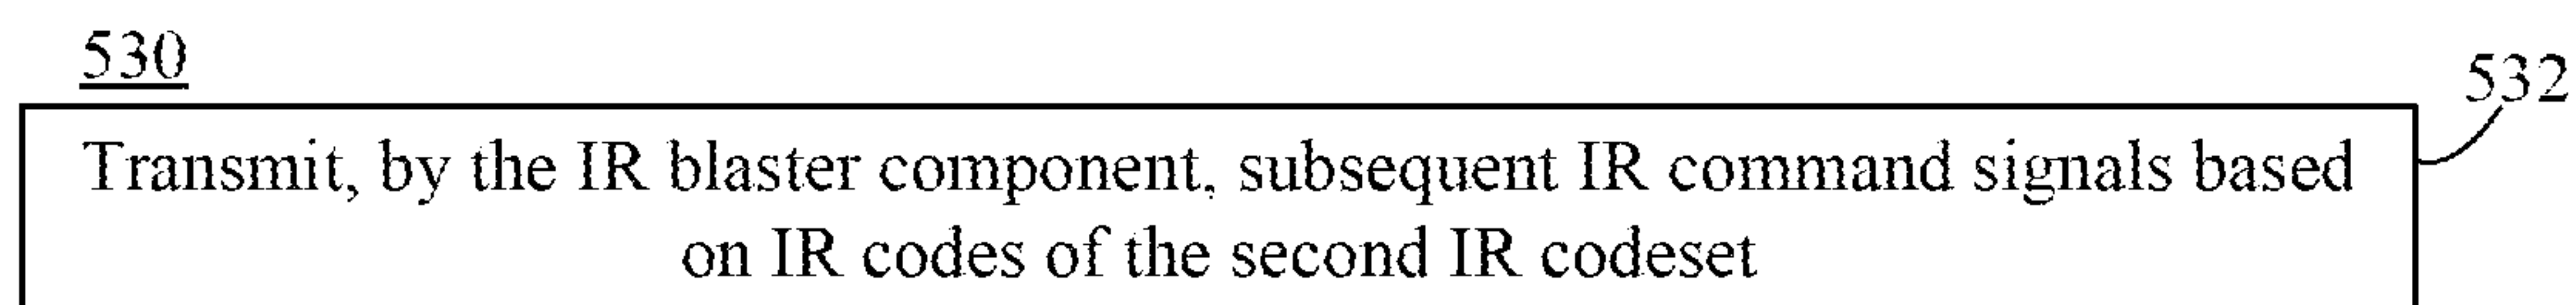 530
532
Transmit, by the IR blaster component, subsequent IR command signals based
on IR codes of the second IR codeset